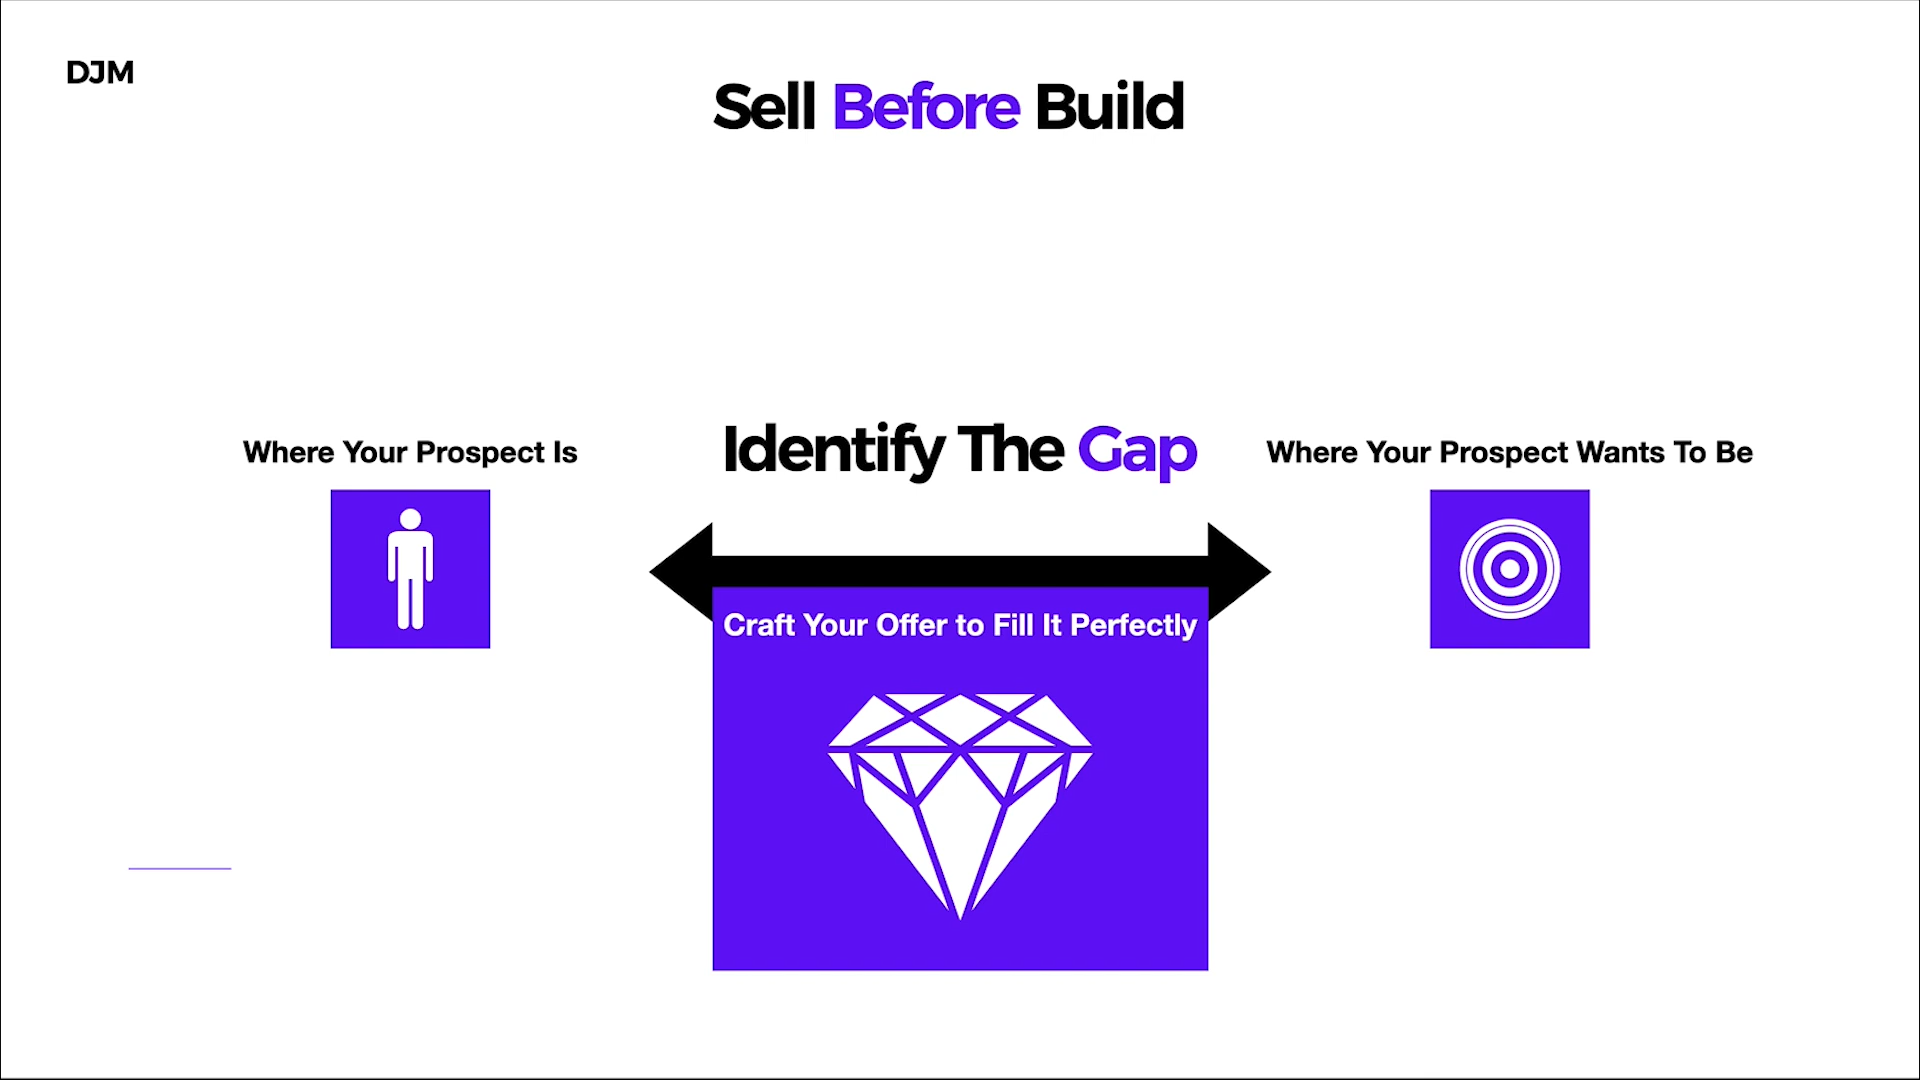 DJM
Sell Before Build
Where Your Prospect Is
Identify The Gap
Where Your Prospect Wants To Be
Craft Your Offer to Fill It Perfectly